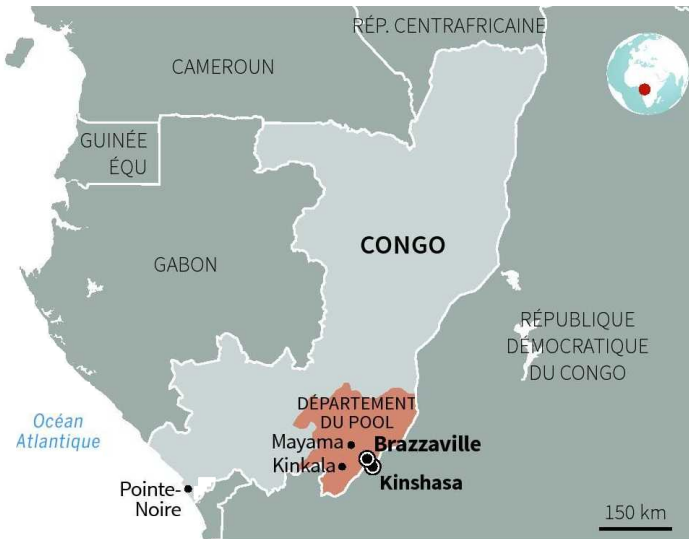 RÉP. CENTRAFRICAINE
CAMEROUN
GUINÉE
ÉQU
CONGO
GABON
RÉPUBLIQUE
DÉMOCRATIQUE
DU CONGO
DÉPARTEMENT
DU POOL
Océan
Atlantique
Mayama
Brazzaville
Kinkala
Kinshasa
Pointe-
Noire
150 km